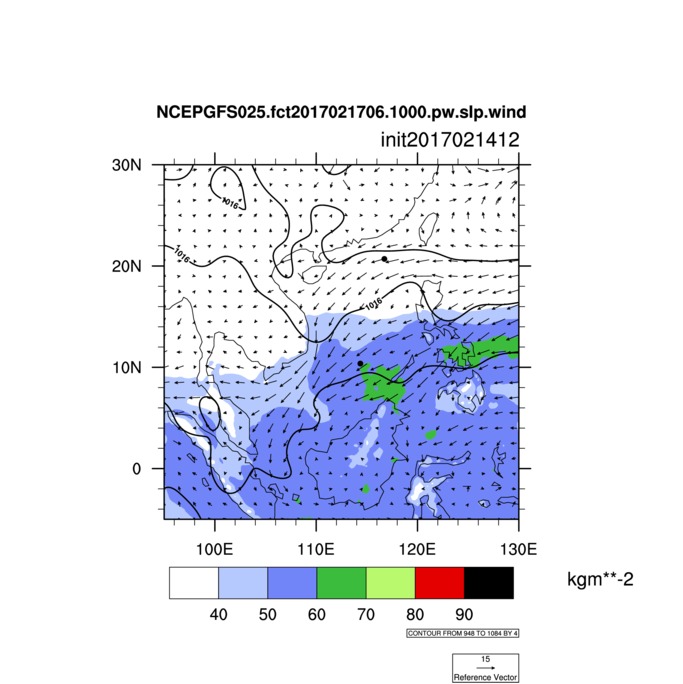 NCEPGFS025.fct2017021706.1000.pw.slp.wind
init2017021412
30N
1016
1016
20N
1016
10N
0
100E 110E 120E 130E
kgm**-2
40 50 60 70 80 90
CONTOUR FROM 948 TO 1084 BY 4
15
Reference Vector